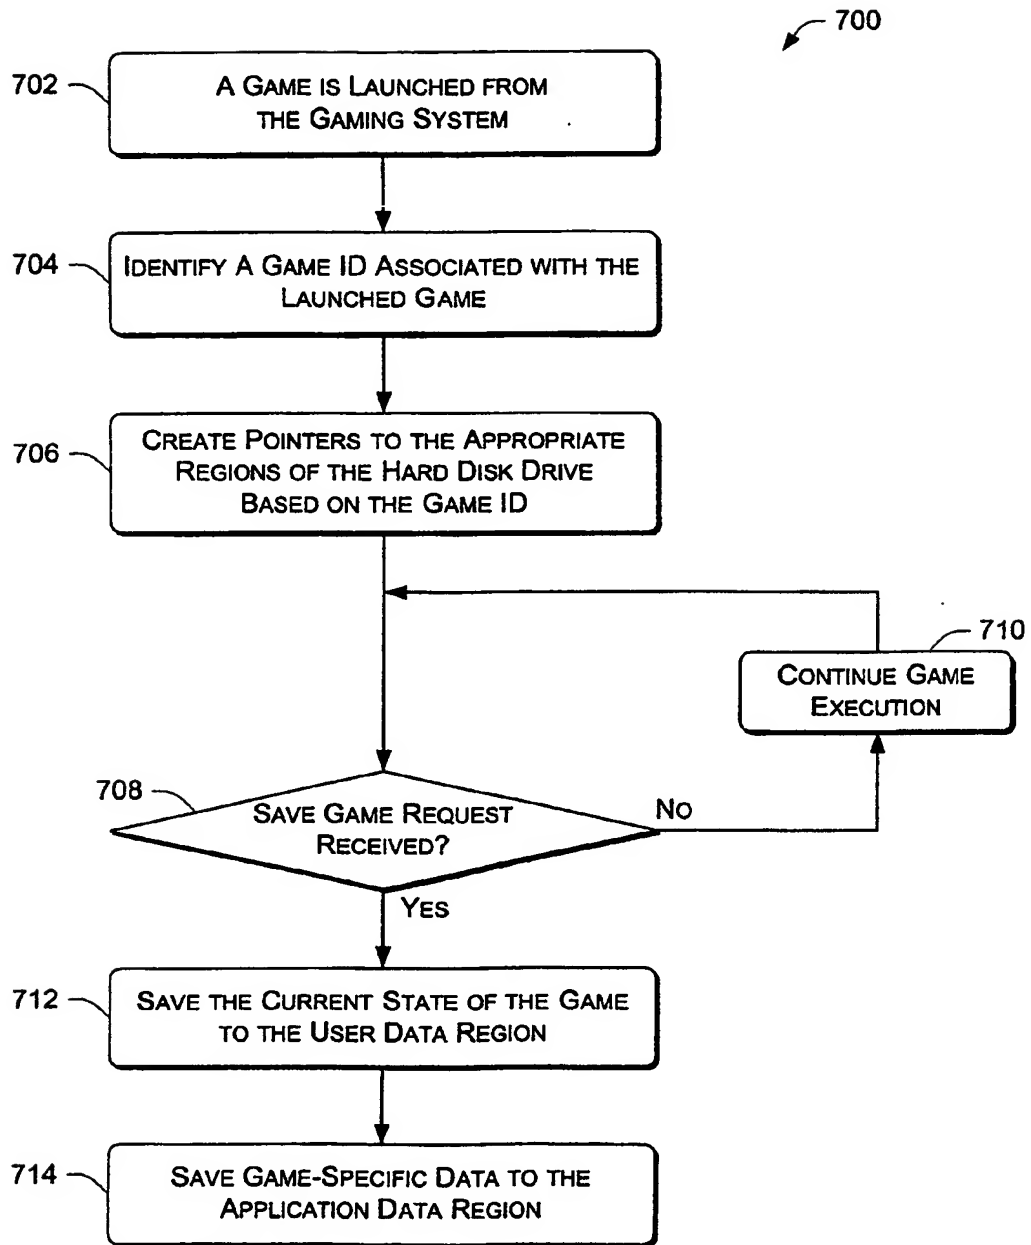 700
702
A Game is Launched from
the Gaming System
704
Identify A Game ID Associated with the
Launched Game
706
Create Pointers to the Appropriate
Regions of the Hard Disk Drive
Based on the Game ID
710
Continue Game
Execution
708
Save Game Request
Received?
No
Yes
712
Save the Current State of the Game
to the User Data Region
714
Save Game-Specific Data to the
Application Data Region